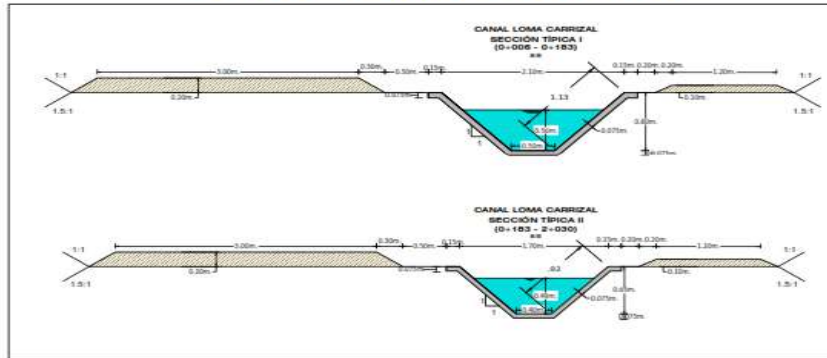 CANAL LOMA CARRIZAL
SECCIÓN TÍPICA I
(0+006 - 0+183)
1:1
3.00m.
0.30m.
0.50m.
0.15m.
2.10m.
0.15m.
0.20m.
0.20m.
1.20m.
1:1
0.20m.
0.075m.
1.13
0.10m.
1.5:1
0.50m.
0.075m.
1.5:1
1
1
0.50m.
0.075m.
CANAL LOMA CARRIZAL
SECCIÓN TÍPICA II
(0+183 - 2+030)
1:1
3.00m.
0.30m.
0.50m.
0.15m.
1.70m.
0.15m.
0.20m.
0.20m.
1.20m.
1:1
0.20m.
0.075m.
0.10m.
1.5:1
0.40m.
0.075m.
1.5:1
1
0.40m.